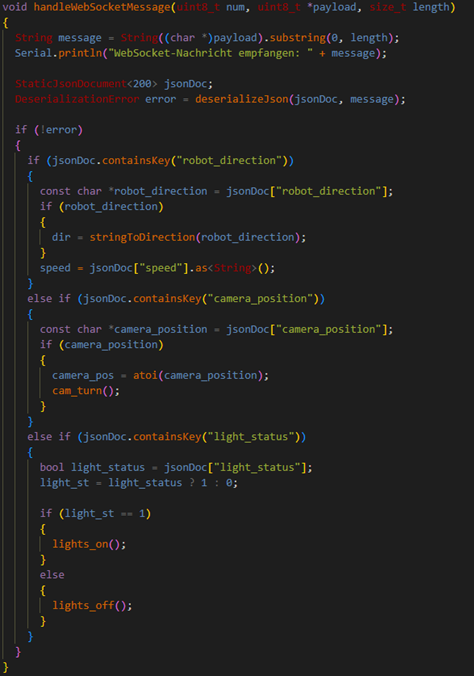 void handleWebSocketMessage(uint8_t num, uint8_t *payload, size_t length)
{
  String message = String((char *)payload).substring(0, length);
  Serial.println("WebSocket-Nachricht empfangen: " + message);

  StaticJsonDocument<200> jsonDoc;
  DeserializationError error = deserializeJson(jsonDoc, message);

  if (!error)
  {
    if (jsonDoc.containsKey("robot_direction"))
    {
      const char *robot_direction = jsonDoc["robot_direction"];
      if (robot_direction)
      {
        dir = stringToDirection(robot_direction);
      }
      speed = jsonDoc["speed"].as<String>();
    }
    else if (jsonDoc.containsKey("camera_position"))
    {
      const char *camera_position = jsonDoc["camera_position"];
      if (camera_position)
      {
        camera_pos = atoi(camera_position);
        cam_turn();
      }
    }
    else if (jsonDoc.containsKey("light_status"))
    {
      bool light_status = jsonDoc["light_status"];
      light_st = light_status ? 1 : 0;

      if (light_st == 1)
      {
        lights_on();
      }
      else
      {
        lights_off();
      }
    }
  }
}